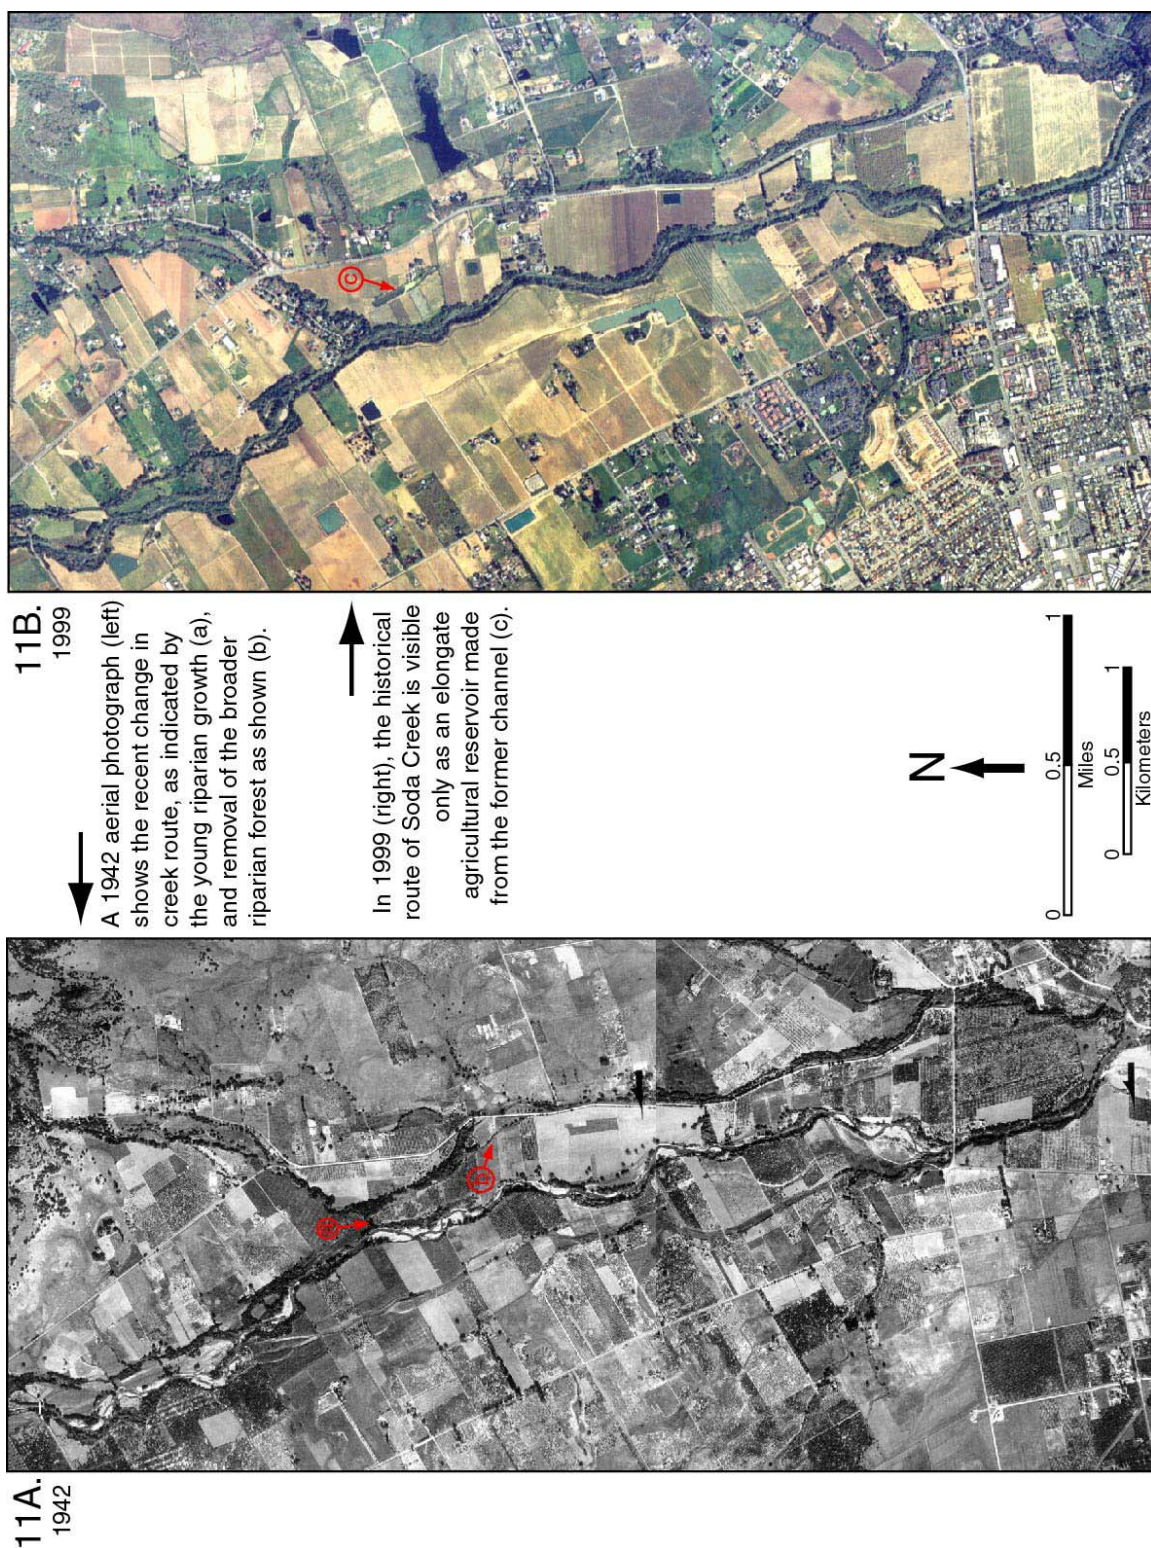 11A.
1942
A 1942 aerial photograph (left)
shows the recent change in
creek route, as indicated by
the young riparian growth (a),
and removal of the broader
riparian forest as shown (b).
In 1999 (right), the historical
route of Soda Creek is visible
only as an elongate
agricultural reservoir made
from the former channel (c).
N
0 0.5 1
Miles
0 0.5 1
Kilometers
11B.
1999
a
b
c